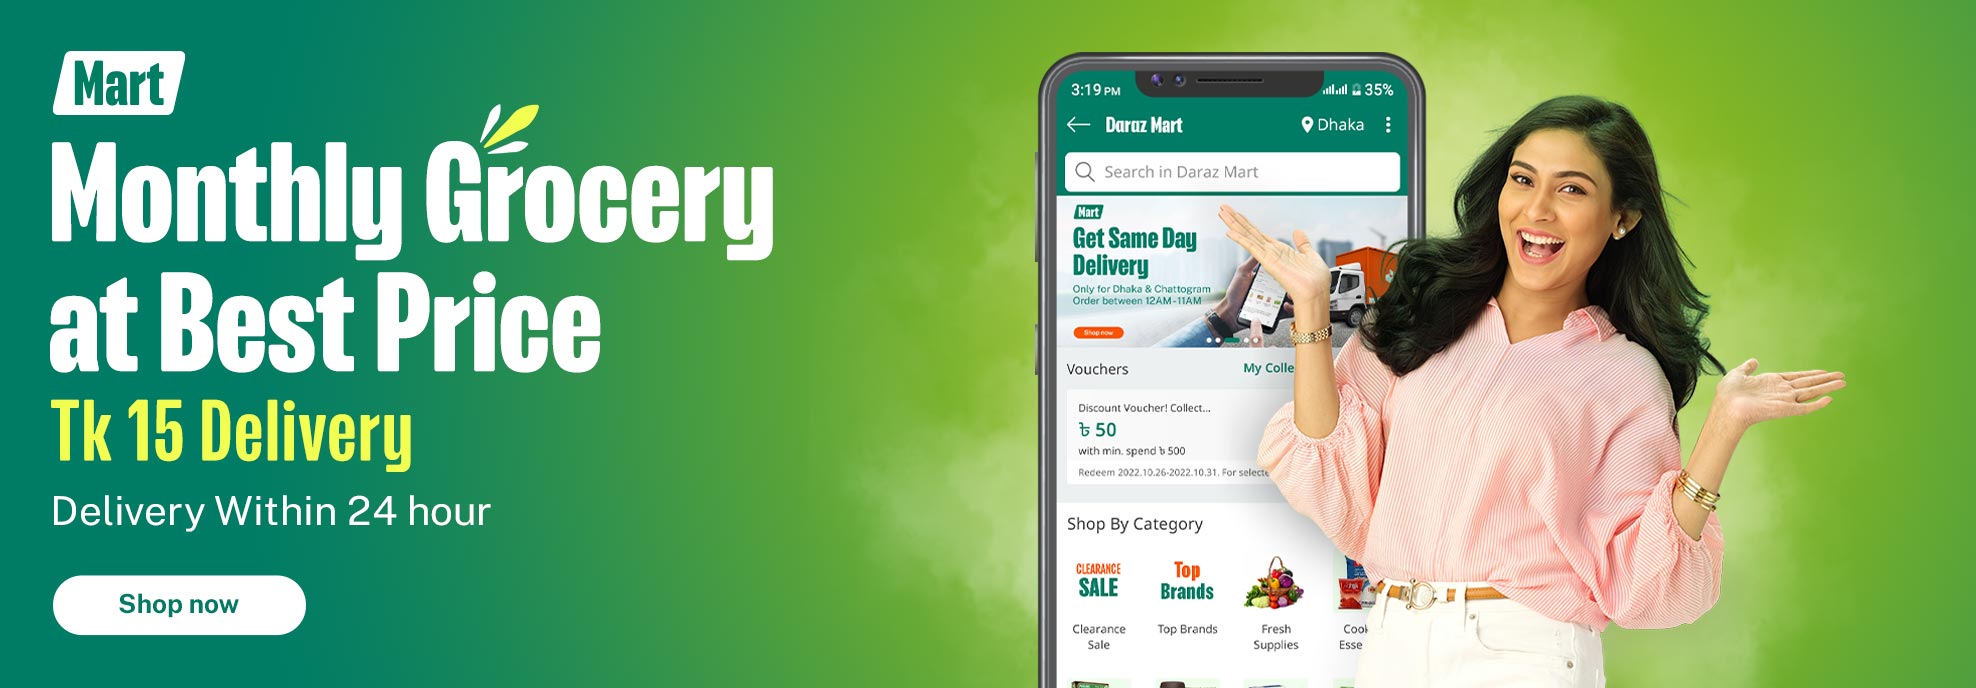 Mart
Monthly Grocery
at Best Price
Tk 15 Delivery
Delivery Within 24 hour
Shop now
3:19 PM
35%
Daraz Mart
Dhaka
Search in Daraz Mart
Mart
Get Same Day
Delivery
Only for Dhaka & Chattogram
Order between 12AM-11AM
Shop now
Vouchers
My Colle
Discount Voucher! Collect...
৳ 50
with min. spend ৳ 500
Redeem 2022.10.26-2022.10.31. For selecte
Shop By Category
CLEARANCE
SALE
Top
Brands
Clearance
Sale
Top Brands
Fresh
Supplies
Cook
Esse